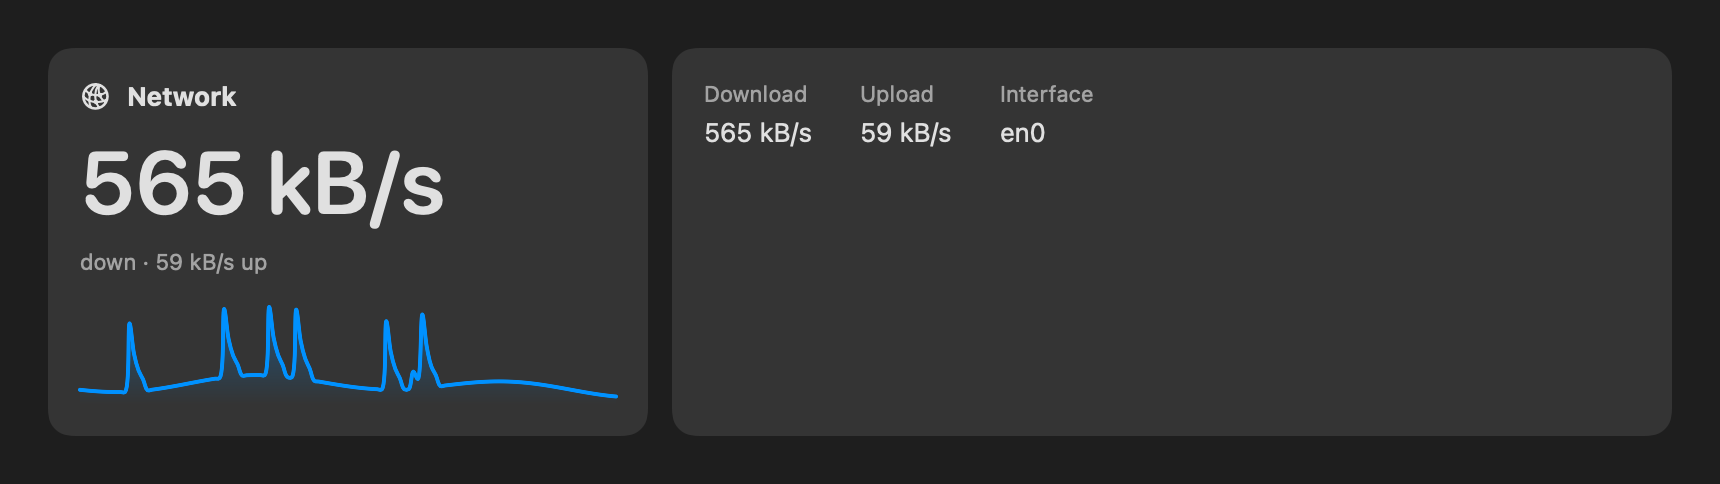 Network
565 kB/s
down · 59 kB/s up
Download Upload Interface
565 kB/s 59 kB/s en0